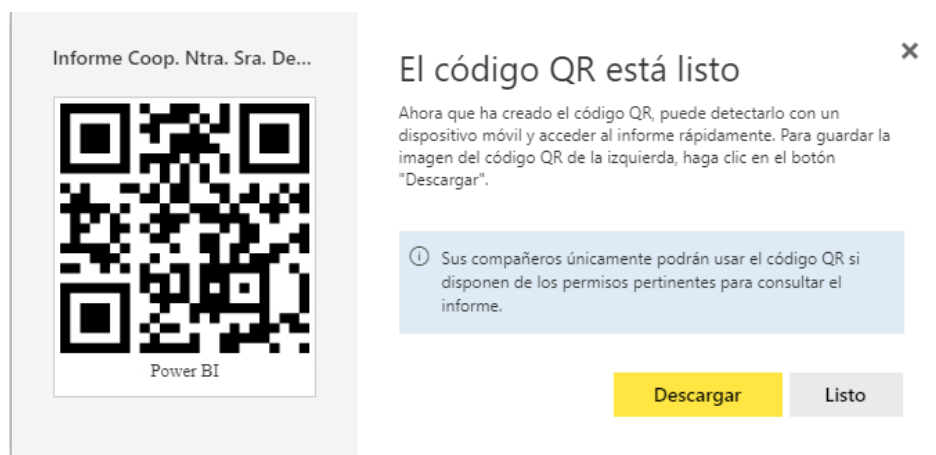 Informe Coop. Ntra. Sra. De...
Power BI
El código QR está listo
Ahora que ha creado el código QR, puede detectarlo con un
dispositivo móvil y acceder al informe rápidamente. Para guardar la
imagen del código QR de la izquierda, haga clic en el botón
"Descargar".
Sus compañeros únicamente podrán usar el código QR si
disponen de los permisos pertinentes para consultar el
informe.
Descargar
Listo